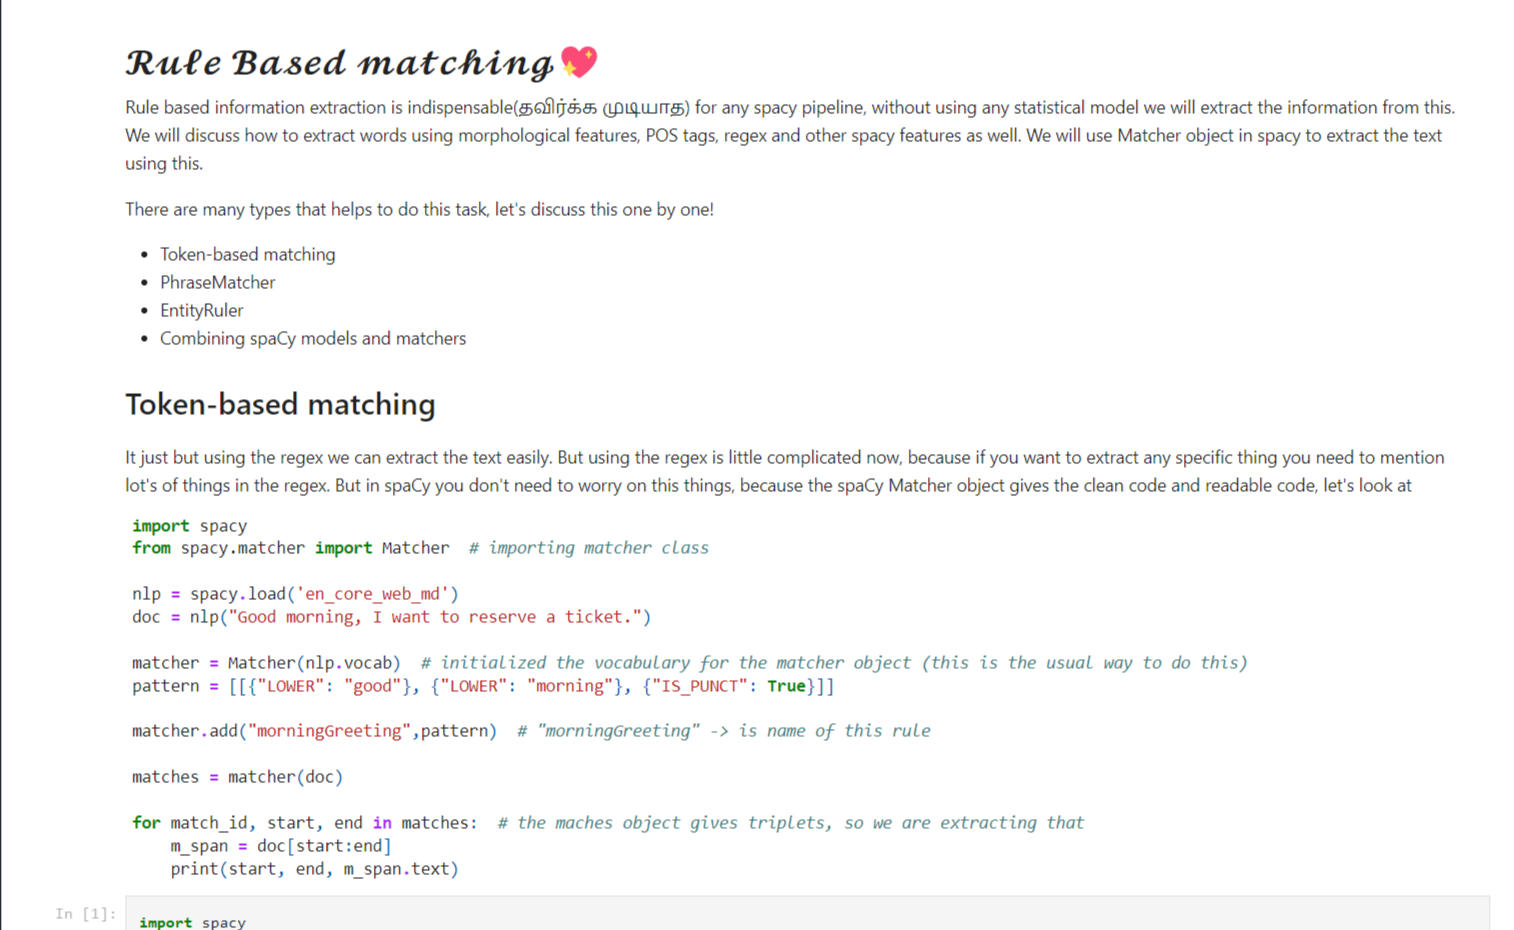 Rule Based matching💖
Rule based information extraction is indispensable(தவிர்க்க முடியாத) for any spacy pipeline, without using any statistical model we will extract the information from this.
We will discuss how to extract words using morphological features, POS tags, regex and other spacy features as well. We will use Matcher object in spacy to extract the text
using this.
There are many types that helps to do this task, let's discuss this one by one!
• Token-based matching
• PhraseMatcher
• EntityRuler
• Combining spaCy models and matchers
Token-based matching
It just but using the regex we can extract the text easily. But using the regex is little complicated now, because if you want to extract any specific thing you need to mention
lot's of things in the regex. But in spaCy you don't need to worry on this things, because the spaCy Matcher object gives the clean code and readable code, let's look at
import spacy
from spacy.matcher import Matcher  # importing matcher class
nlp = spacy.load('en_core_web_md')
doc = nlp("Good morning, I want to reserve a ticket.")
matcher = Matcher(nlp.vocab)  # initialized the vocabulary for the matcher object (this is the usual way to do this)
pattern = [[{"LOWER": "good"}, {"LOWER": "morning"}, {"IS_PUNCT": True}]]
matcher.add("morningGreeting",pattern)  # "morningGreeting" -> is name of this rule
matches = matcher(doc)
for match_id, start, end in matches:  # the maches object gives triplets, so we are extracting that
    m_span = doc[start:end]
    print(start, end, m_span.text)
In [1]:
import spacy